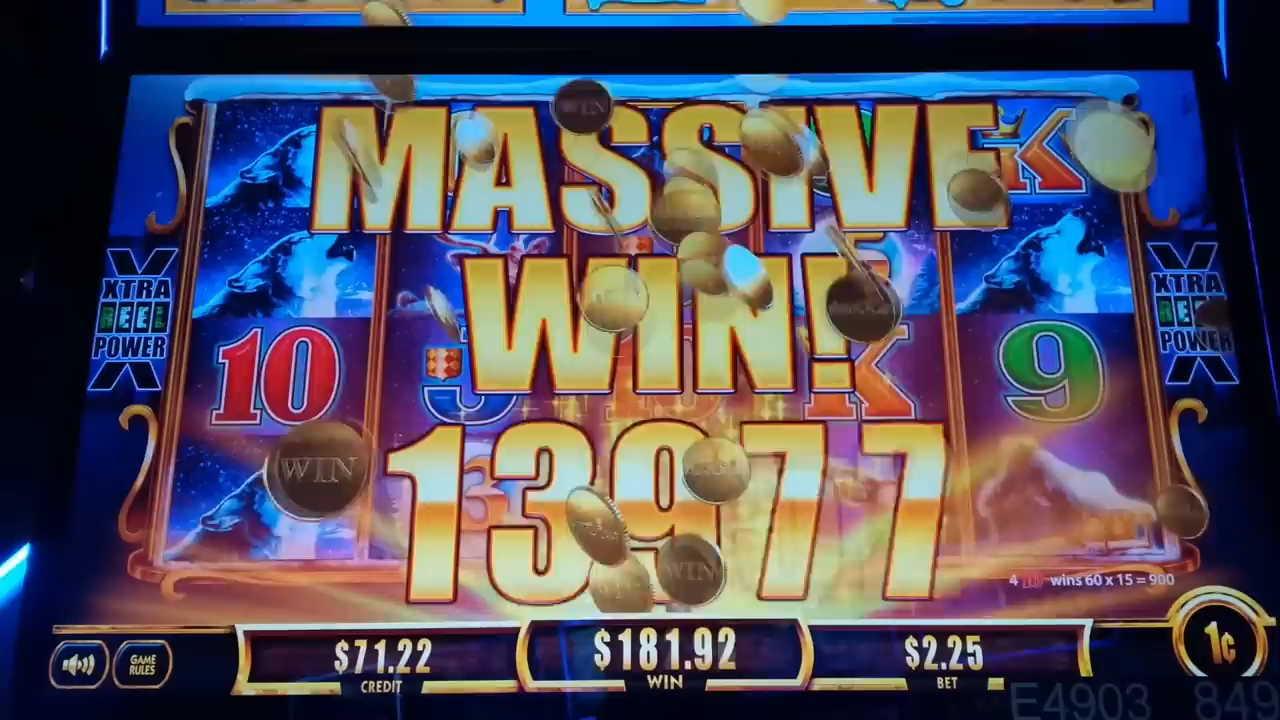 MASSIVE
WIN!
13977
K
10
J
K
9
XTRA
REEL
POWER
XTRA
REEL
POWER
WIN
WIN
WIN
4 wins 60 x 15 = 900
GAME
RULES
$71.22
CREDIT
$181.92
WIN
$2.25
BET
1¢
E4903 849